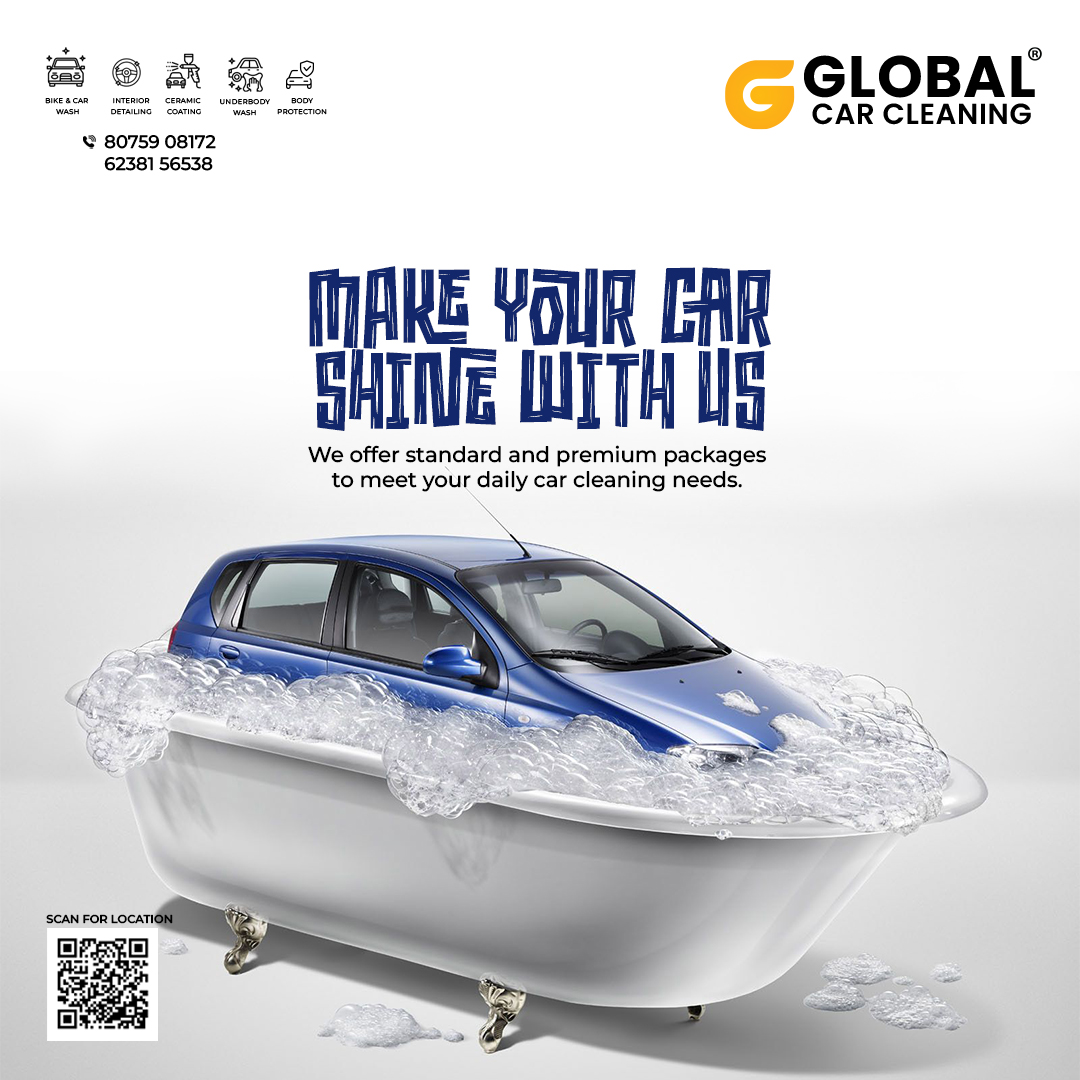 BIKE & CAR
WASH
INTERIOR
DETAILING
CERAMIC
COATING
UNDERBODY
WASH
BODY
PROTECTION
80759 08172
62381 56538
GLOBAL®
CAR CLEANING
MAKE YOUR CAR
SHINE WITH US
We offer standard and premium packages
to meet your daily car cleaning needs.
SCAN FOR LOCATION